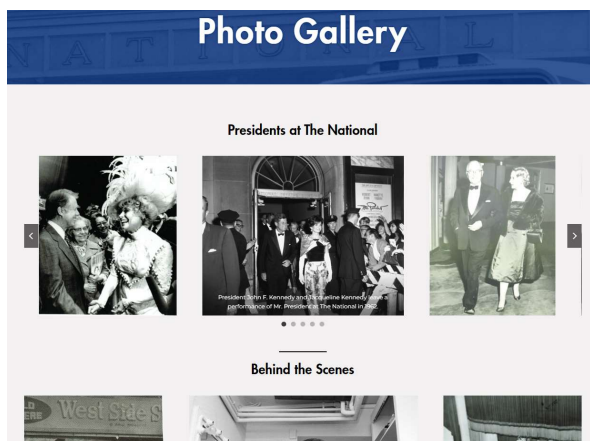 NATIONAL
Photo Gallery
Presidents at The National
President John F. Kennedy and Jacqueline Kennedy leave a
performance of Mr. President at The National in 1962.
Behind the Scenes
West Side S